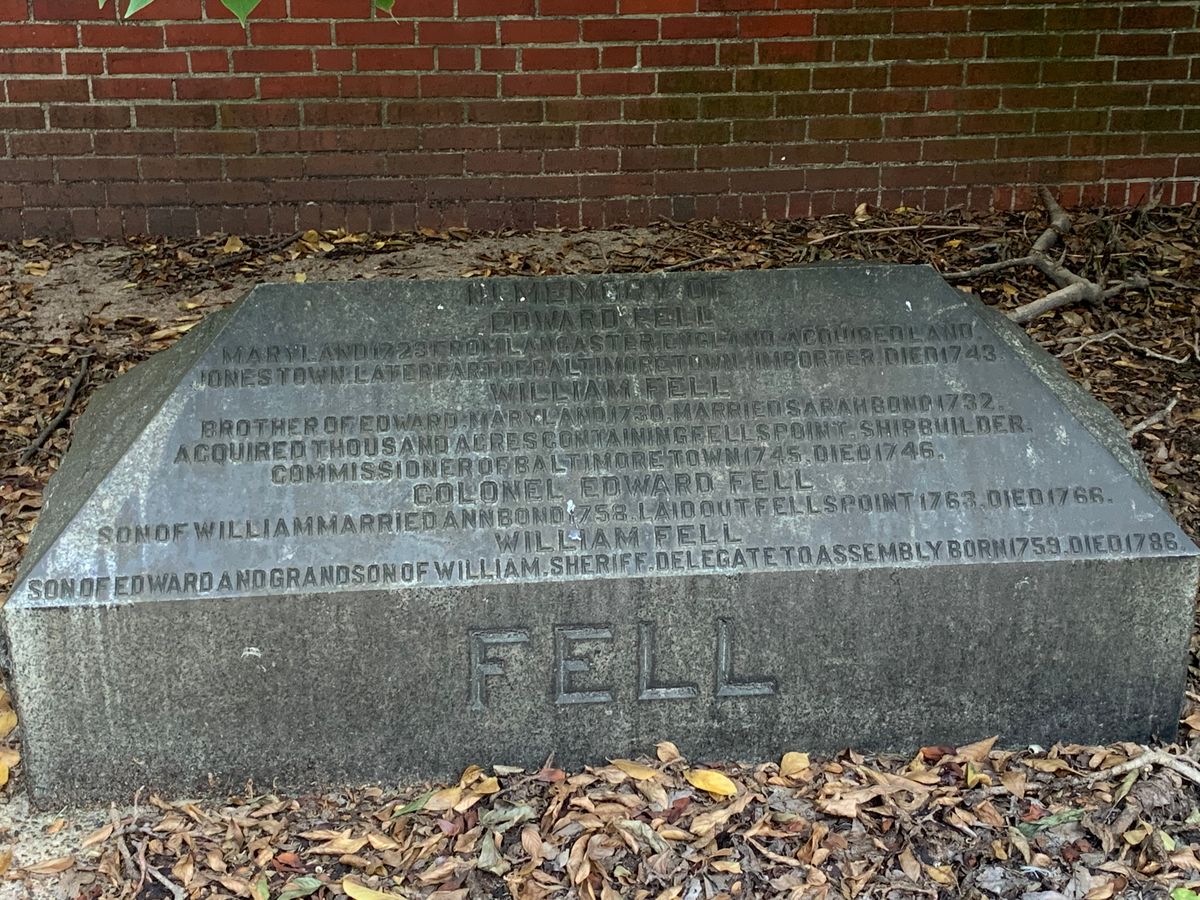 IN MEMORY OF
EDWARD FELL
MARYLAND 1723 FROM LANCASTER, ENGLAND. ACQUIRED LAND,
JONES TOWN. LATER PART OF BALTIMORE TOWN. IMPORTER. DIED 1743.
WILLIAM FELL
BROTHER OF EDWARD. MARYLAND 1730. MARRIED SARAH BOND 1732.
ACQUIRED THOUSAND ACRES CONTAINING FELLS POINT. SHIPBUILDER.
COMMISSIONER OF BALTIMORE TOWN 1745. DIED 1746.
COLONEL EDWARD FELL
SON OF WILLIAM MARRIED ANN BOND 1758. LAID OUT FELLS POINT 1763. DIED 1766.
WILLIAM FELL
SON OF EDWARD AND GRANDSON OF WILLIAM. SHERIFF. DELEGATE TO ASSEMBLY BORN 1759. DIED 1786
FELL